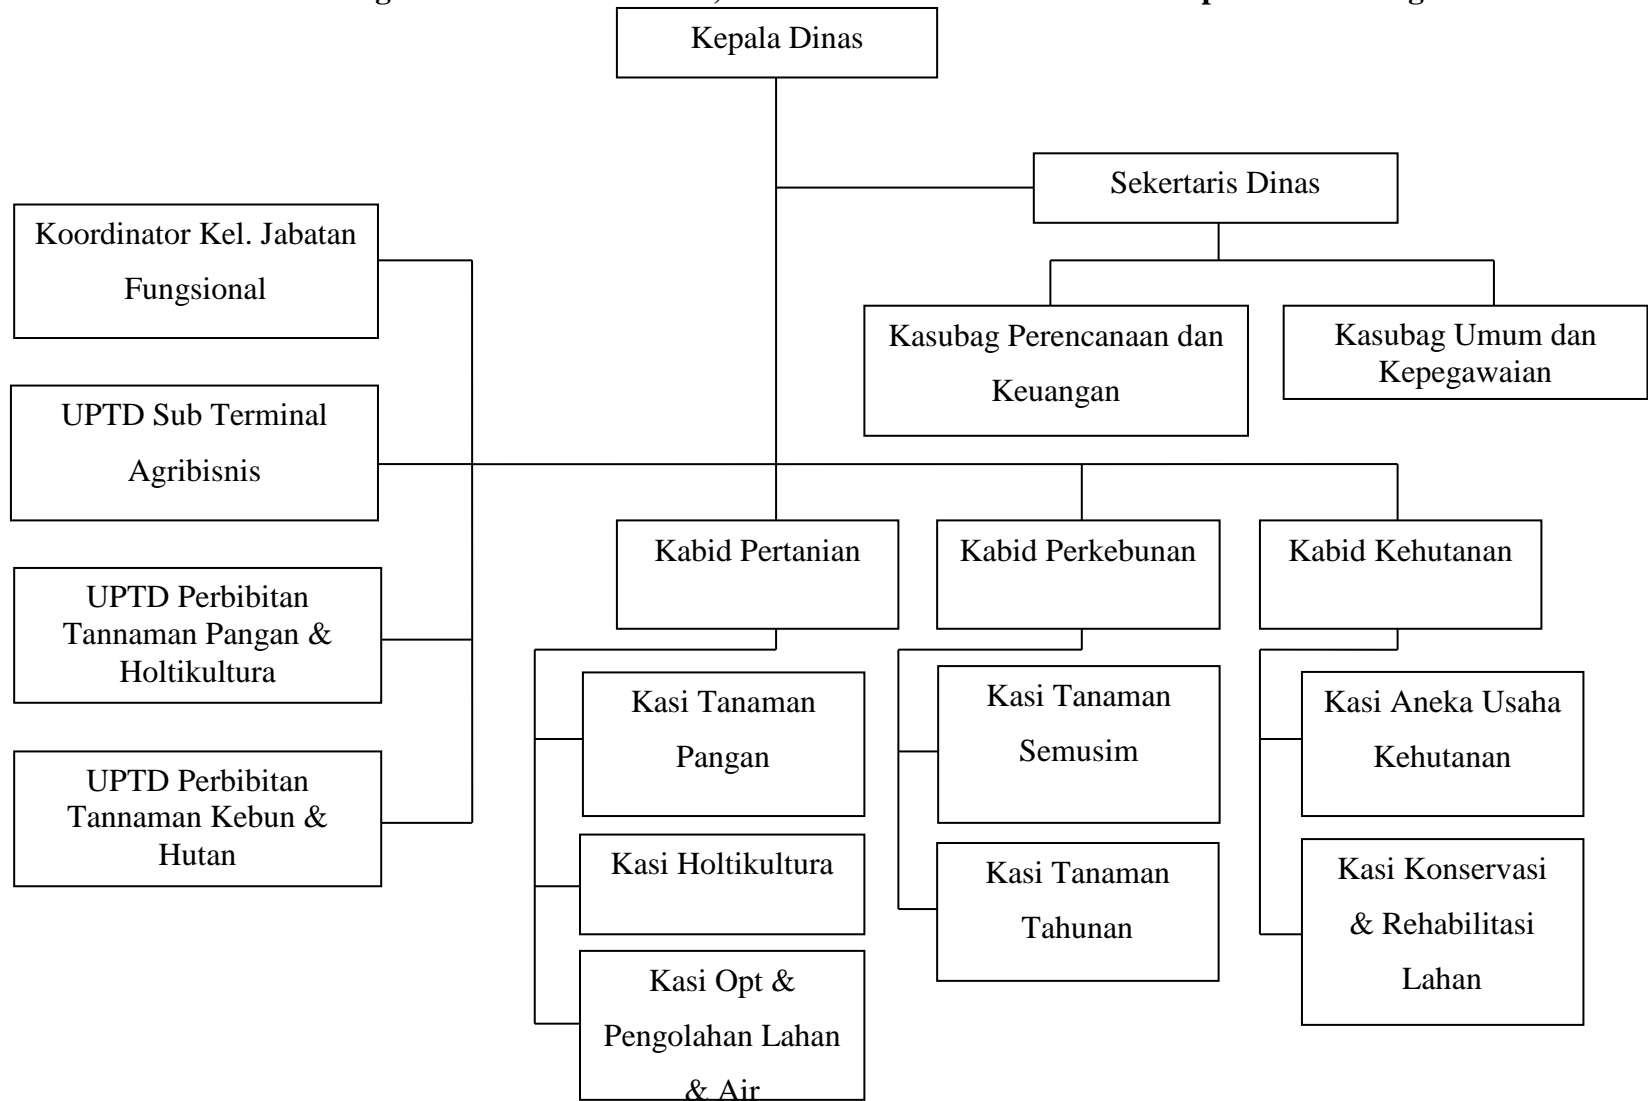 Kepala Dinas
Sekertaris Dinas
Koordinator Kel. Jabatan
Fungsional
Kasubag Perencanaan dan
Keuangan
Kasubag Umum dan
Kepegawaian
UPTD Sub Terminal
Agribisnis
Kabid Pertanian
Kabid Perkebunan
Kabid Kehutanan
UPTD Perbibitan
Tannaman Pangan &
Holtikultura
Kasi Tanaman
Pangan
Kasi Tanaman
Semusim
Kasi Aneka Usaha
Kehutanan
UPTD Perbibitan
Tannaman Kebun &
Hutan
Kasi Holtikultura
Kasi Tanaman
Tahunan
Kasi Konservasi
& Rehabilitasi
Lahan
Kasi Opt &
Pengolahan Lahan
& Air